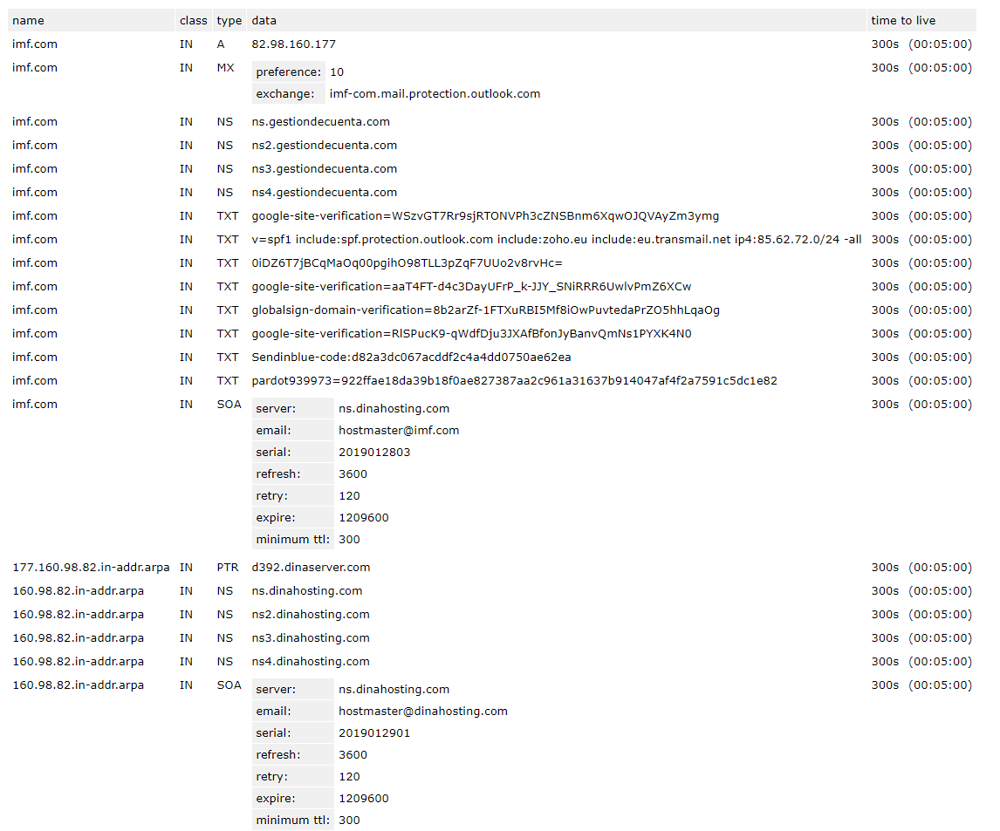 name class type data time to live
imf.com IN A 82.98.160.177 300s (00:05:00)
imf.com IN MX preference: 10 300s (00:05:00)
exchange: imf-com.mail.protection.outlook.com
imf.com IN NS ns.gestiondecuenta.com 300s (00:05:00)
imf.com IN NS ns2.gestiondecuenta.com 300s (00:05:00)
imf.com IN NS ns3.gestiondecuenta.com 300s (00:05:00)
imf.com IN NS ns4.gestiondecuenta.com 300s (00:05:00)
imf.com IN TXT google-site-verification=WSzvGT7Rr9sjRTONVPh3cZNSBnm6XqwOJQVAyZm3ymg 300s (00:05:00)
imf.com IN TXT v=spf1 include:spf.protection.outlook.com include:zoho.eu include:eu.transmail.net ip4:85.62.72.0/24 -all 300s (00:05:00)
imf.com IN TXT 0iDZ6T7jBCqMaOq00pgihO98TLL3pZqF7UUo2v8rvHc= 300s (00:05:00)
imf.com IN TXT google-site-verification=aaT4FT-d4c3DayUFrP_k-JJY_SNiRRR6UwlvPmZ6XCw 300s (00:05:00)
imf.com IN TXT globalsign-domain-verification=8b2arZf-1FTXuRBI5Mf8iOwPuvtedaPrZO5hhLqaOg 300s (00:05:00)
imf.com IN TXT google-site-verification=RlSPucK9-qWdfDju3JXAfBfonJyBanvQmNs1PYXK4N0 300s (00:05:00)
imf.com IN TXT Sendinblue-code:d82a3dc067acddf2c4a4dd0750ae62ea 300s (00:05:00)
imf.com IN TXT pardot939973=922ffae18da39b18f0ae827387aa2c961a31637b914047af4f2a7591c5dc1e82 300s (00:05:00)
imf.com IN SOA server: ns.dinahosting.com 300s (00:05:00)
email: hostmaster@imf.com
serial: 2019012803
refresh: 3600
retry: 120
expire: 1209600
minimum ttl: 300
177.160.98.82.in-addr.arpa IN PTR d392.dinaserver.com 300s (00:05:00)
160.98.82.in-addr.arpa IN NS ns.dinahosting.com 300s (00:05:00)
160.98.82.in-addr.arpa IN NS ns2.dinahosting.com 300s (00:05:00)
160.98.82.in-addr.arpa IN NS ns3.dinahosting.com 300s (00:05:00)
160.98.82.in-addr.arpa IN NS ns4.dinahosting.com 300s (00:05:00)
160.98.82.in-addr.arpa IN SOA server: ns.dinahosting.com 300s (00:05:00)
email: hostmaster@dinahosting.com
serial: 2019012901
refresh: 3600
retry: 120
expire: 1209600
minimum ttl: 300